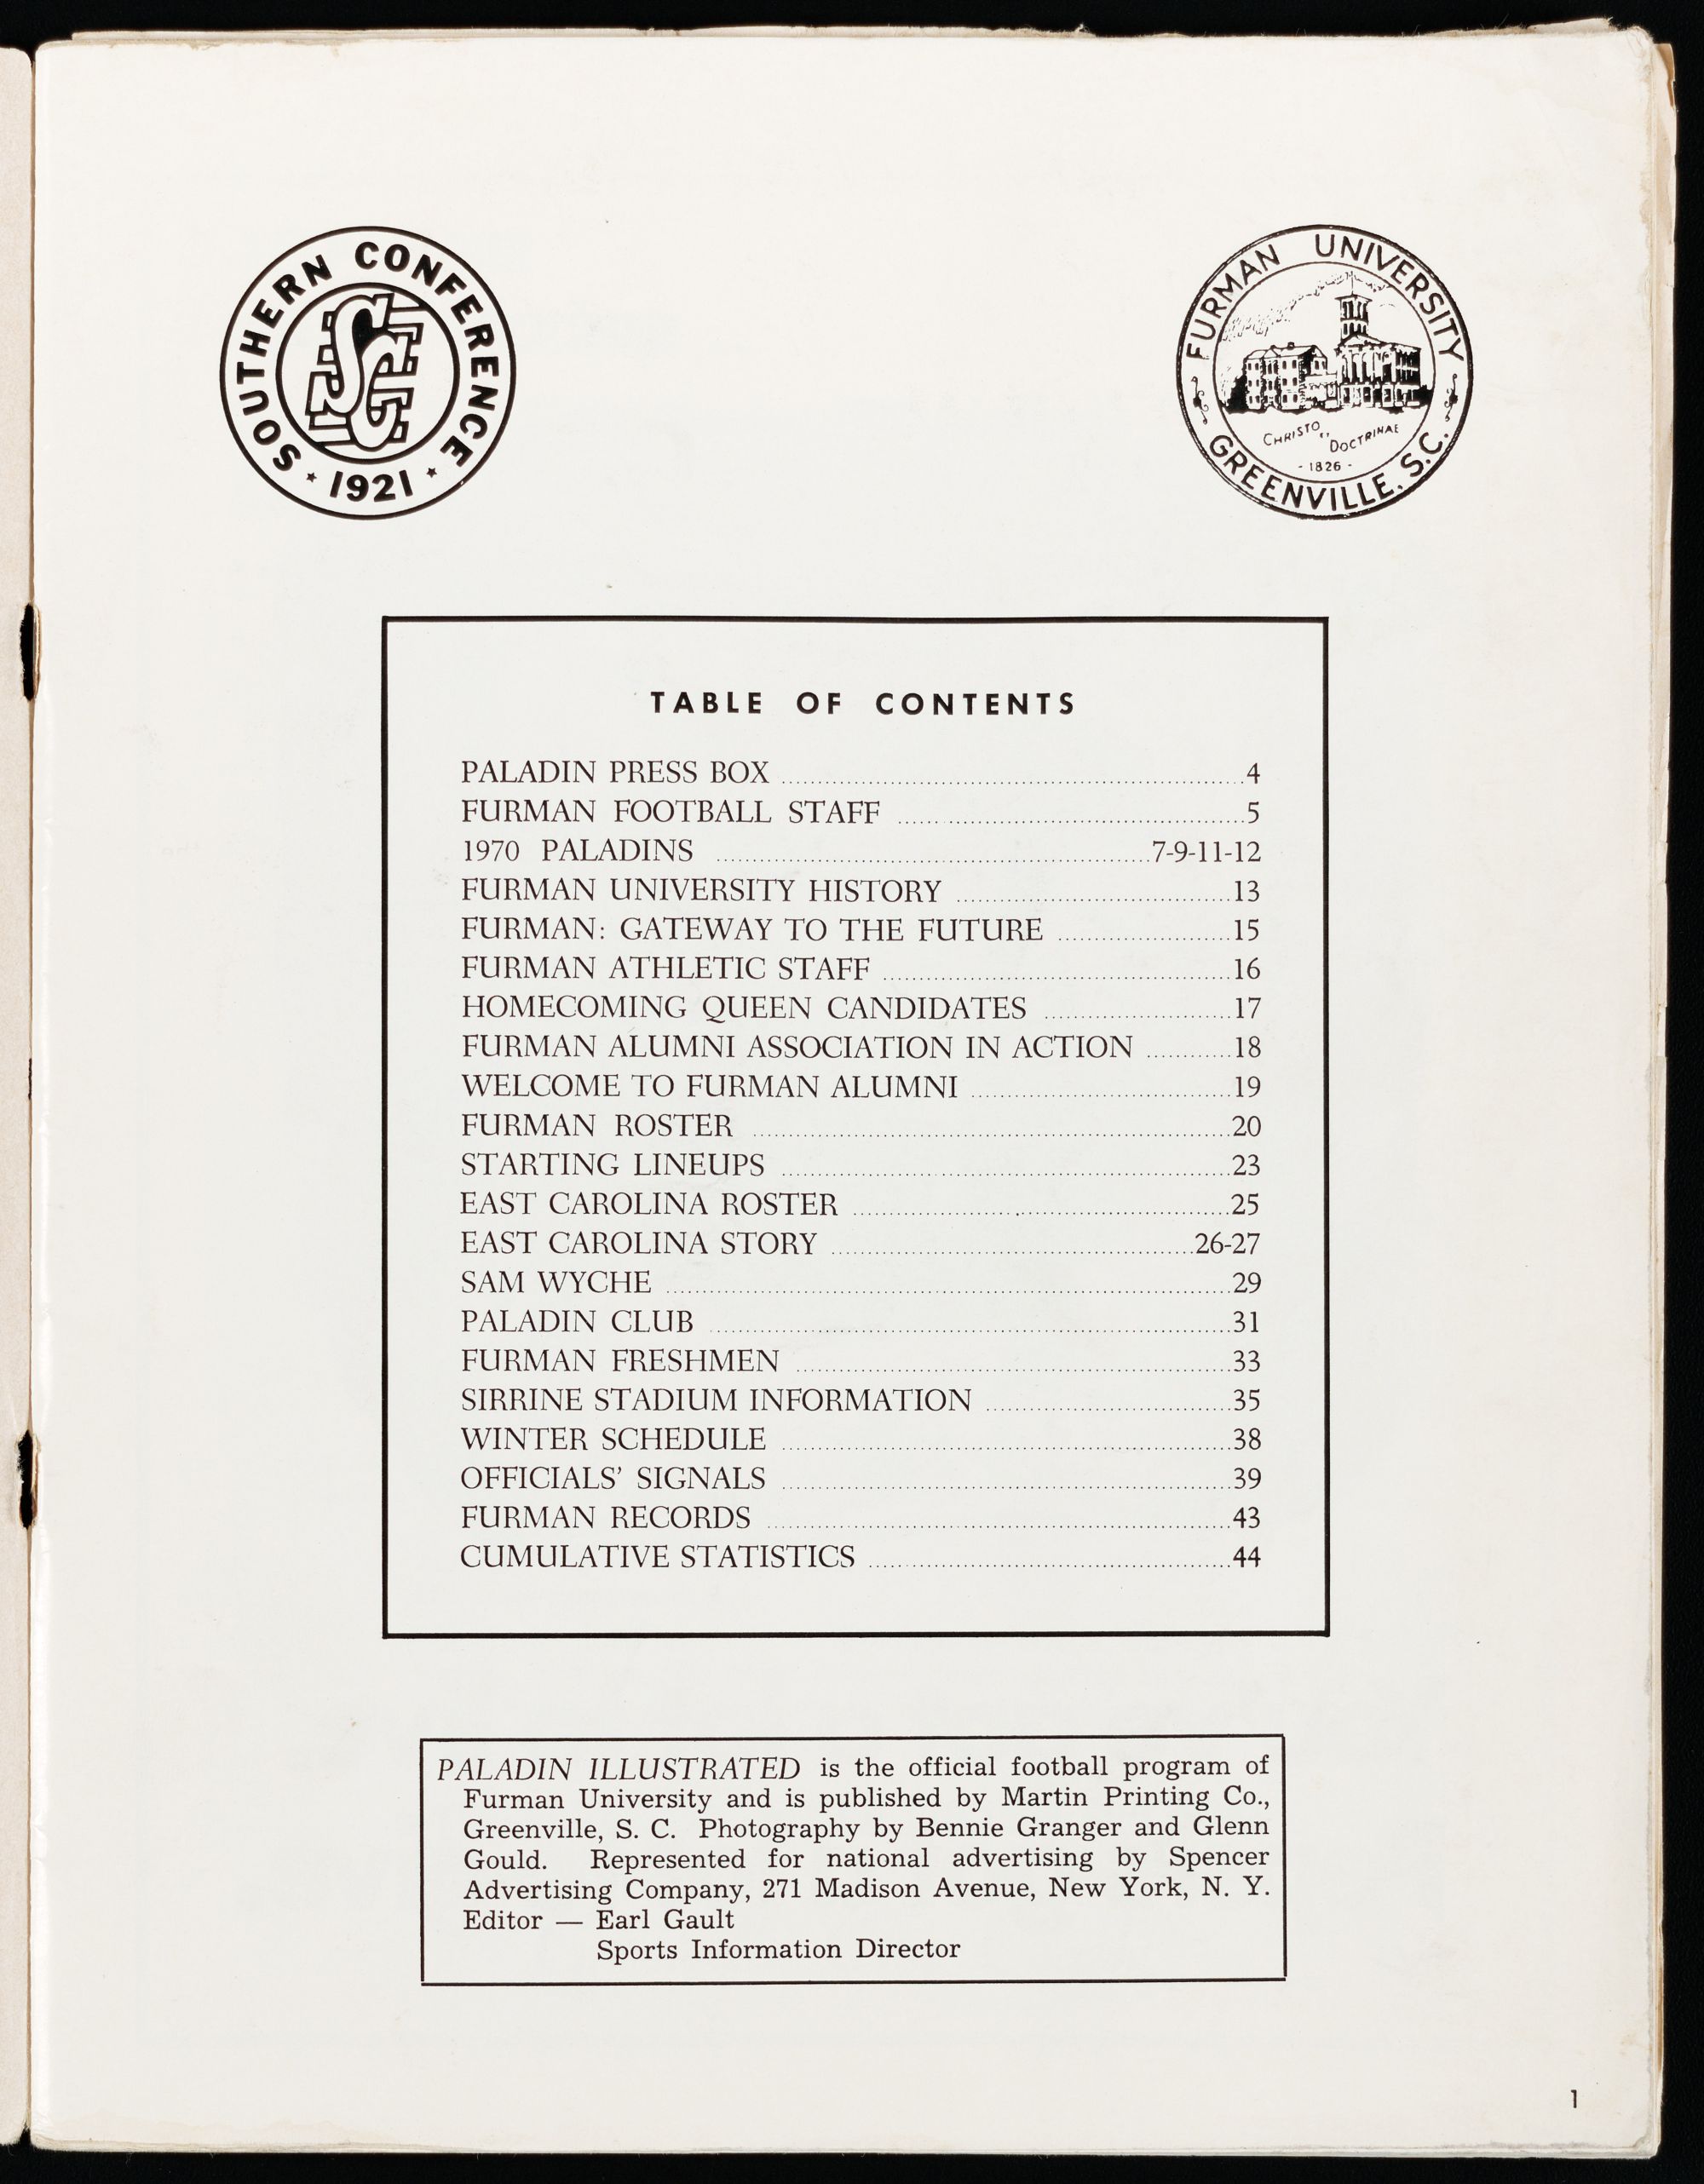 SOUTHERN CONFERENCE
SC
1921
FURMAN UNIVERSITY
CHRISTO ET DOCTRINAE
- 1826 -
GREENVILLE, S.C.
TABLE OF CONTENTS
PALADIN PRESS BOX 4
FURMAN FOOTBALL STAFF 5
1970 PALADINS 7-9-11-12
FURMAN UNIVERSITY HISTORY 13
FURMAN: GATEWAY TO THE FUTURE 15
FURMAN ATHLETIC STAFF 16
HOMECOMING QUEEN CANDIDATES 17
FURMAN ALUMNI ASSOCIATION IN ACTION 18
WELCOME TO FURMAN ALUMNI 19
FURMAN ROSTER 20
STARTING LINEUPS 23
EAST CAROLINA ROSTER 25
EAST CAROLINA STORY 26-27
SAM WYCHE 29
PALADIN CLUB 31
FURMAN FRESHMEN 33
SIRRINE STADIUM INFORMATION 35
WINTER SCHEDULE 38
OFFICIALS' SIGNALS 39
FURMAN RECORDS 43
CUMULATIVE STATISTICS 44
PALADIN ILLUSTRATED is the official football program of
Furman University and is published by Martin Printing Co.,
Greenville, S. C. Photography by Bennie Granger and Glenn
Gould. Represented for national advertising by Spencer
Advertising Company, 271 Madison Avenue, New York, N. Y.
Editor — Earl Gault
Sports Information Director
1